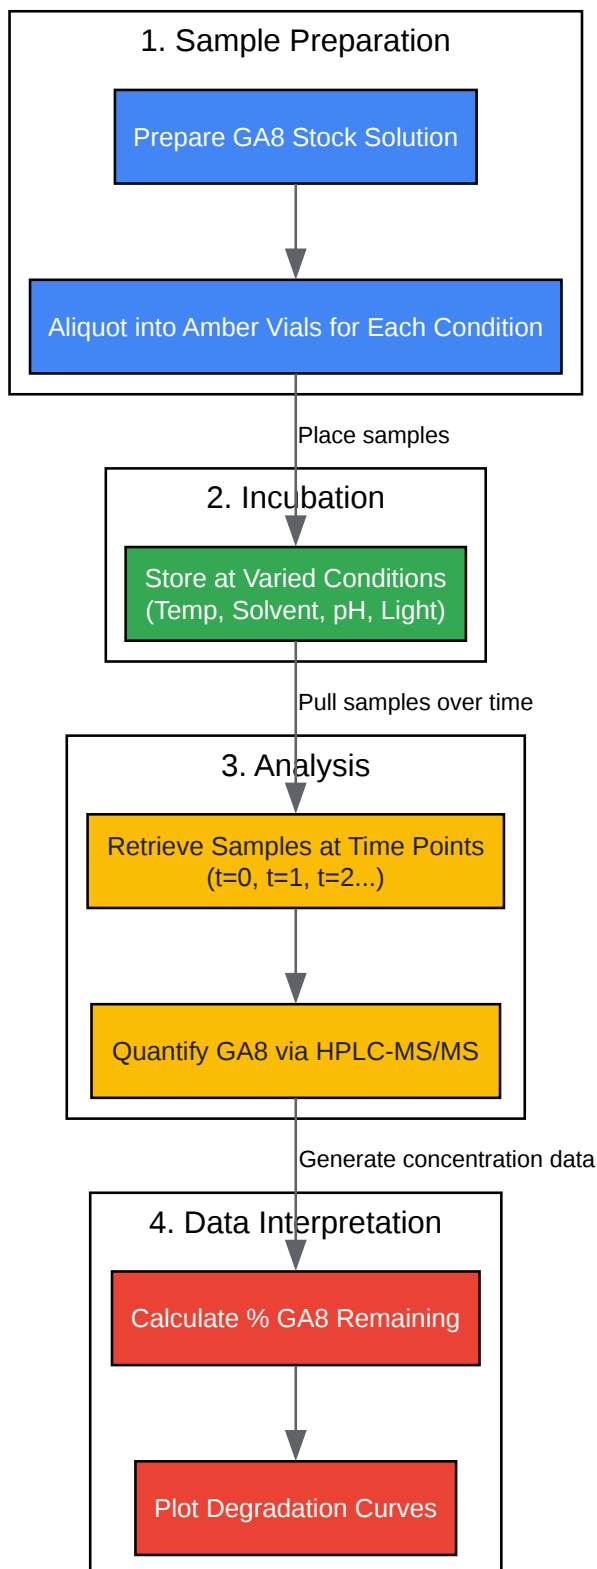 1. Sample Preparation
Prepare GA8 Stock Solution
Aliquot into Amber Vials for Each Condition
Place samples
2. Incubation
Store at Varied Conditions
(Temp, Solvent, pH, Light)
Pull samples over time
3. Analysis
Retrieve Samples at Time Points
(t=0, t=1, t=2...)
Quantify GA8 via HPLC-MS/MS
Generate concentration data
4. Data Interpretation
Calculate % GA8 Remaining
Plot Degradation Curves